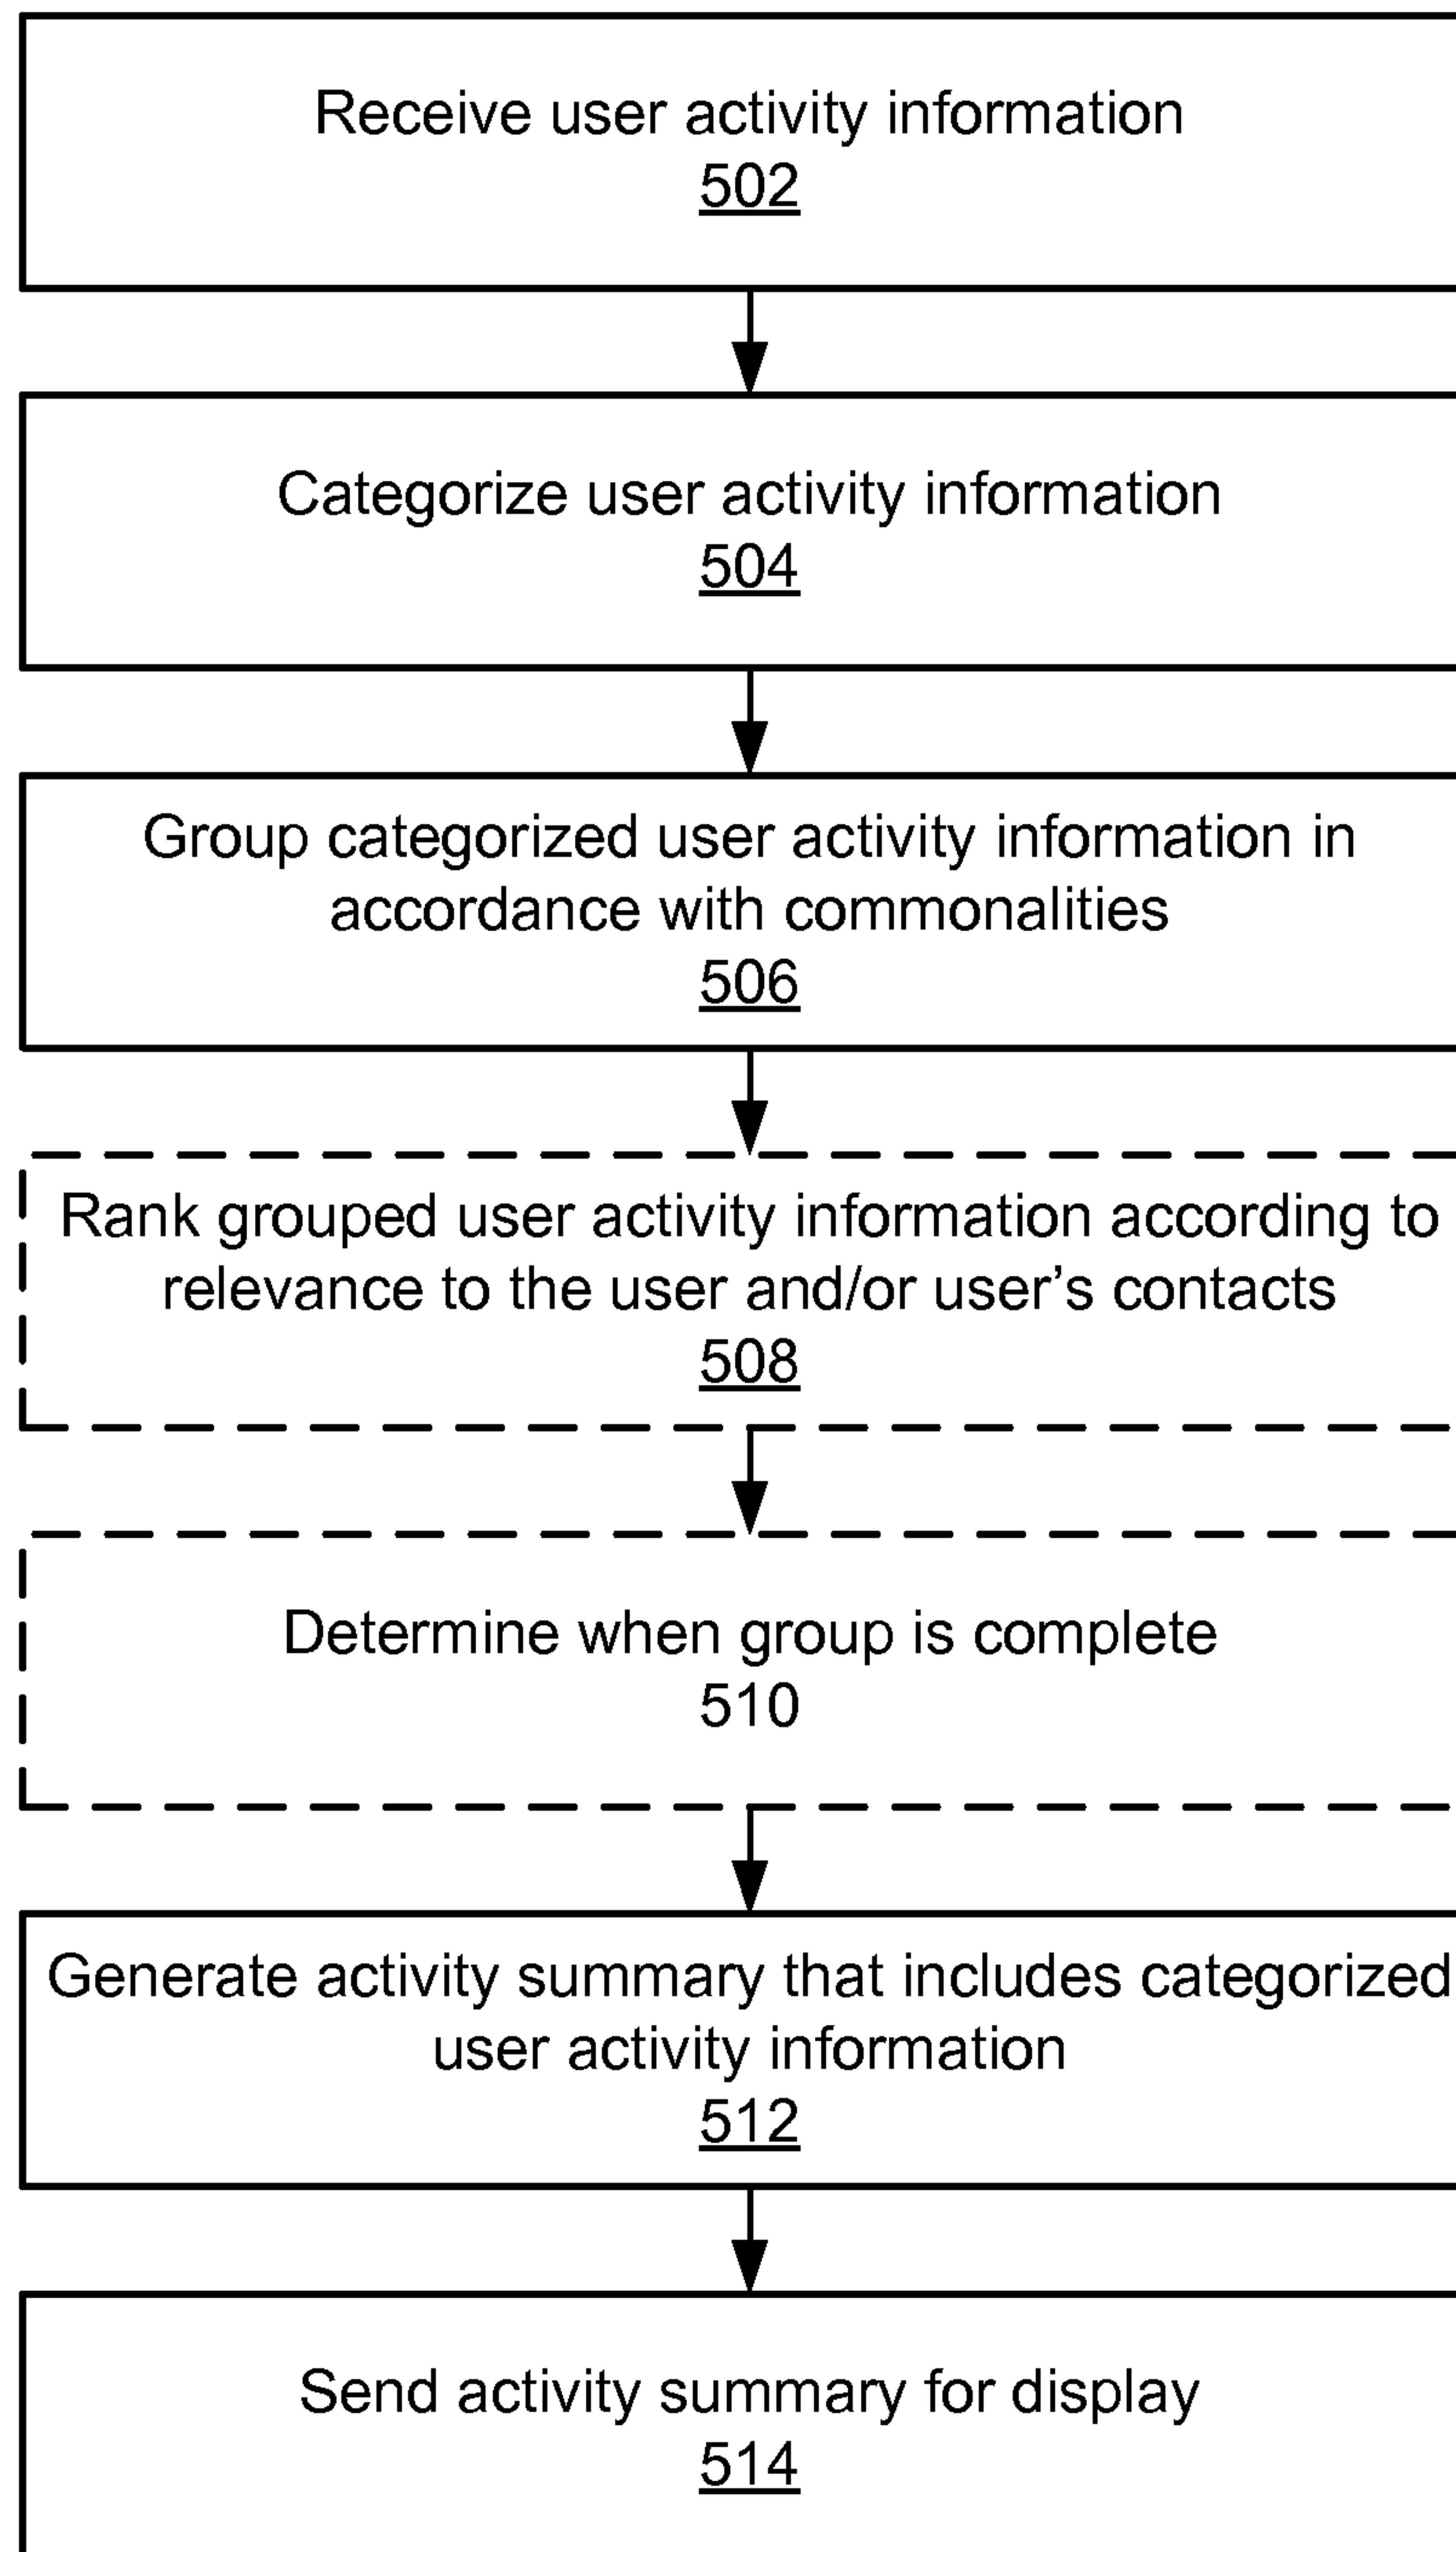 Receive user activity information
502
Categorize user activity information
504
Group categorized user activity information in
accordance with commonalities
506
Rank grouped user activity information according to
relevance to the user and/or user’s contacts
508
Determine when group is complete
510
Generate activity summary that includes categorized
user activity information
512
Send activity summary for display
514